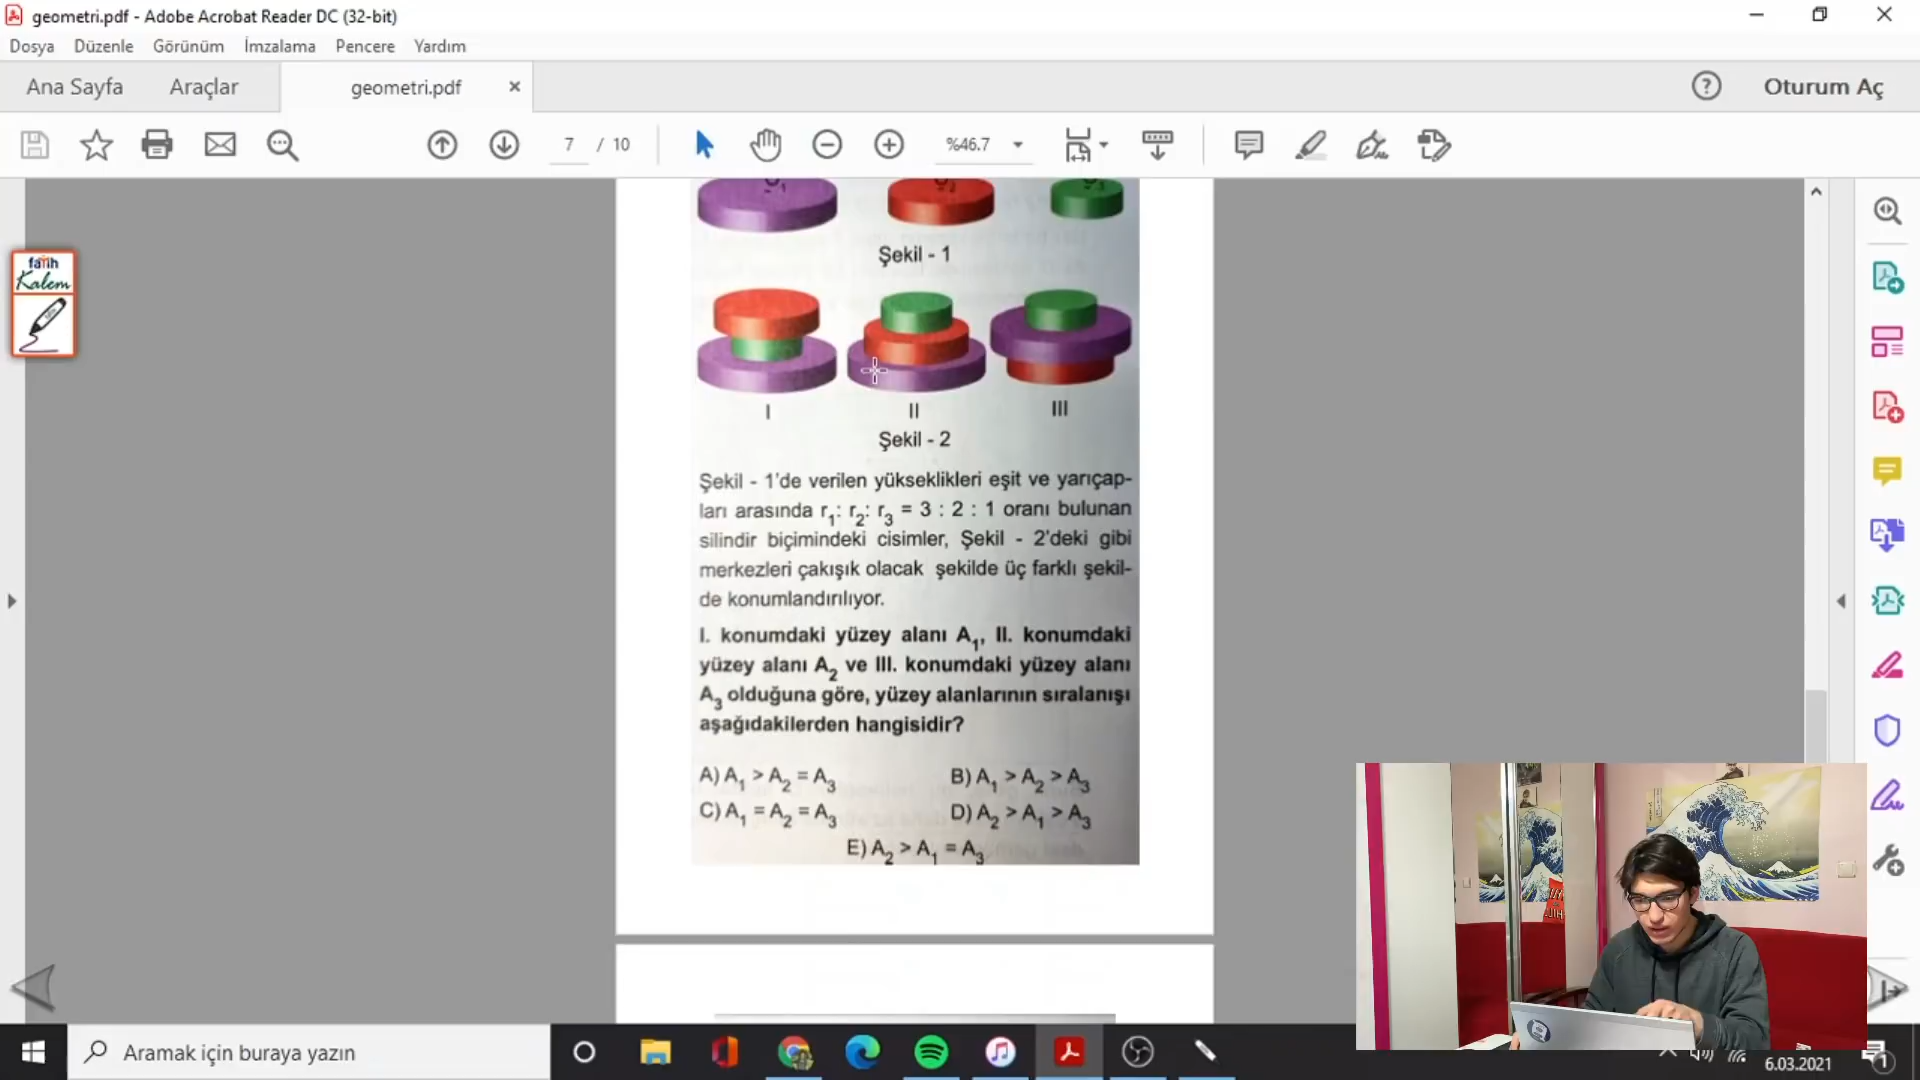 geometri.pdf - Adobe Acrobat Reader DC (32-bit)
Dosya Düzenle Görünüm İmzalama Pencere Yardım
Ana Sayfa Araçlar geometri.pdf Oturum Aç
7 / 10 %46.7
fatih
Kalem
Şekil - 1
I II III
Şekil - 2
Şekil - 1'de verilen yükseklikleri eşit ve yarıçap-
ları arasında r₁: r₂: r₃ = 3 : 2 : 1 oranı bulunan
silindir biçimindeki cisimler, Şekil - 2'deki gibi
merkezleri çakışık olacak şekilde üç farklı şekil-
de konumlandırılıyor.
I. konumdaki yüzey alanı A₁, II. konumdaki
yüzey alanı A₂ ve III. konumdaki yüzey alanı
A₃ olduğuna göre, yüzey alanlarının sıralanışı
aşağıdakilerden hangisidir?
A) A₁ > A₂ = A₃ B) A₁ > A₂ > A₃
C) A₁ = A₂ = A₃ D) A₂ > A₁ > A₃
E) A₂ > A₁ = A₃
Aramak için buraya yazın
6.03.2021
1